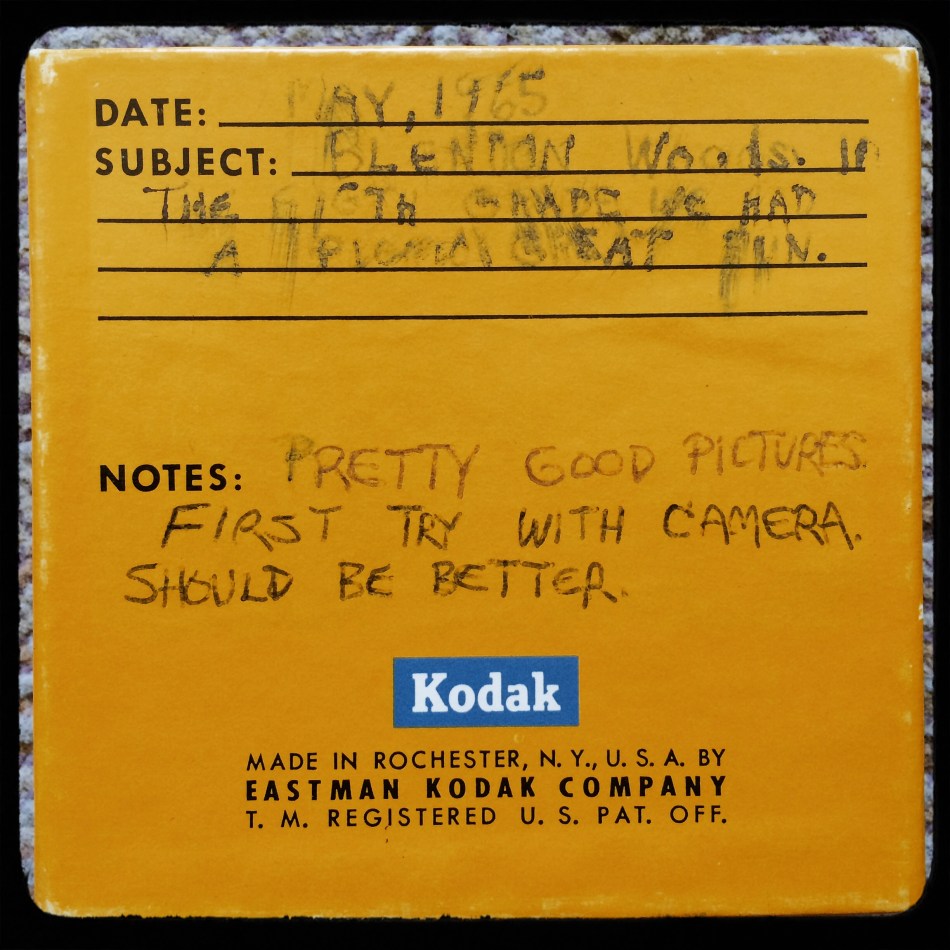 DATE: MAY, 1965
SUBJECT: BLENDON Woods. In
THE 6Th GRADE WE HAD
A PICNIC. GREAT FUN.
NOTES: PRETTY GOOD PICTURES.
FIRST TRY WITH CAMERA.
SHOULD BE BETTER.
Kodak
MADE IN ROCHESTER, N. Y., U. S. A. BY
EASTMAN KODAK COMPANY
T. M. REGISTERED U. S. PAT. OFF.